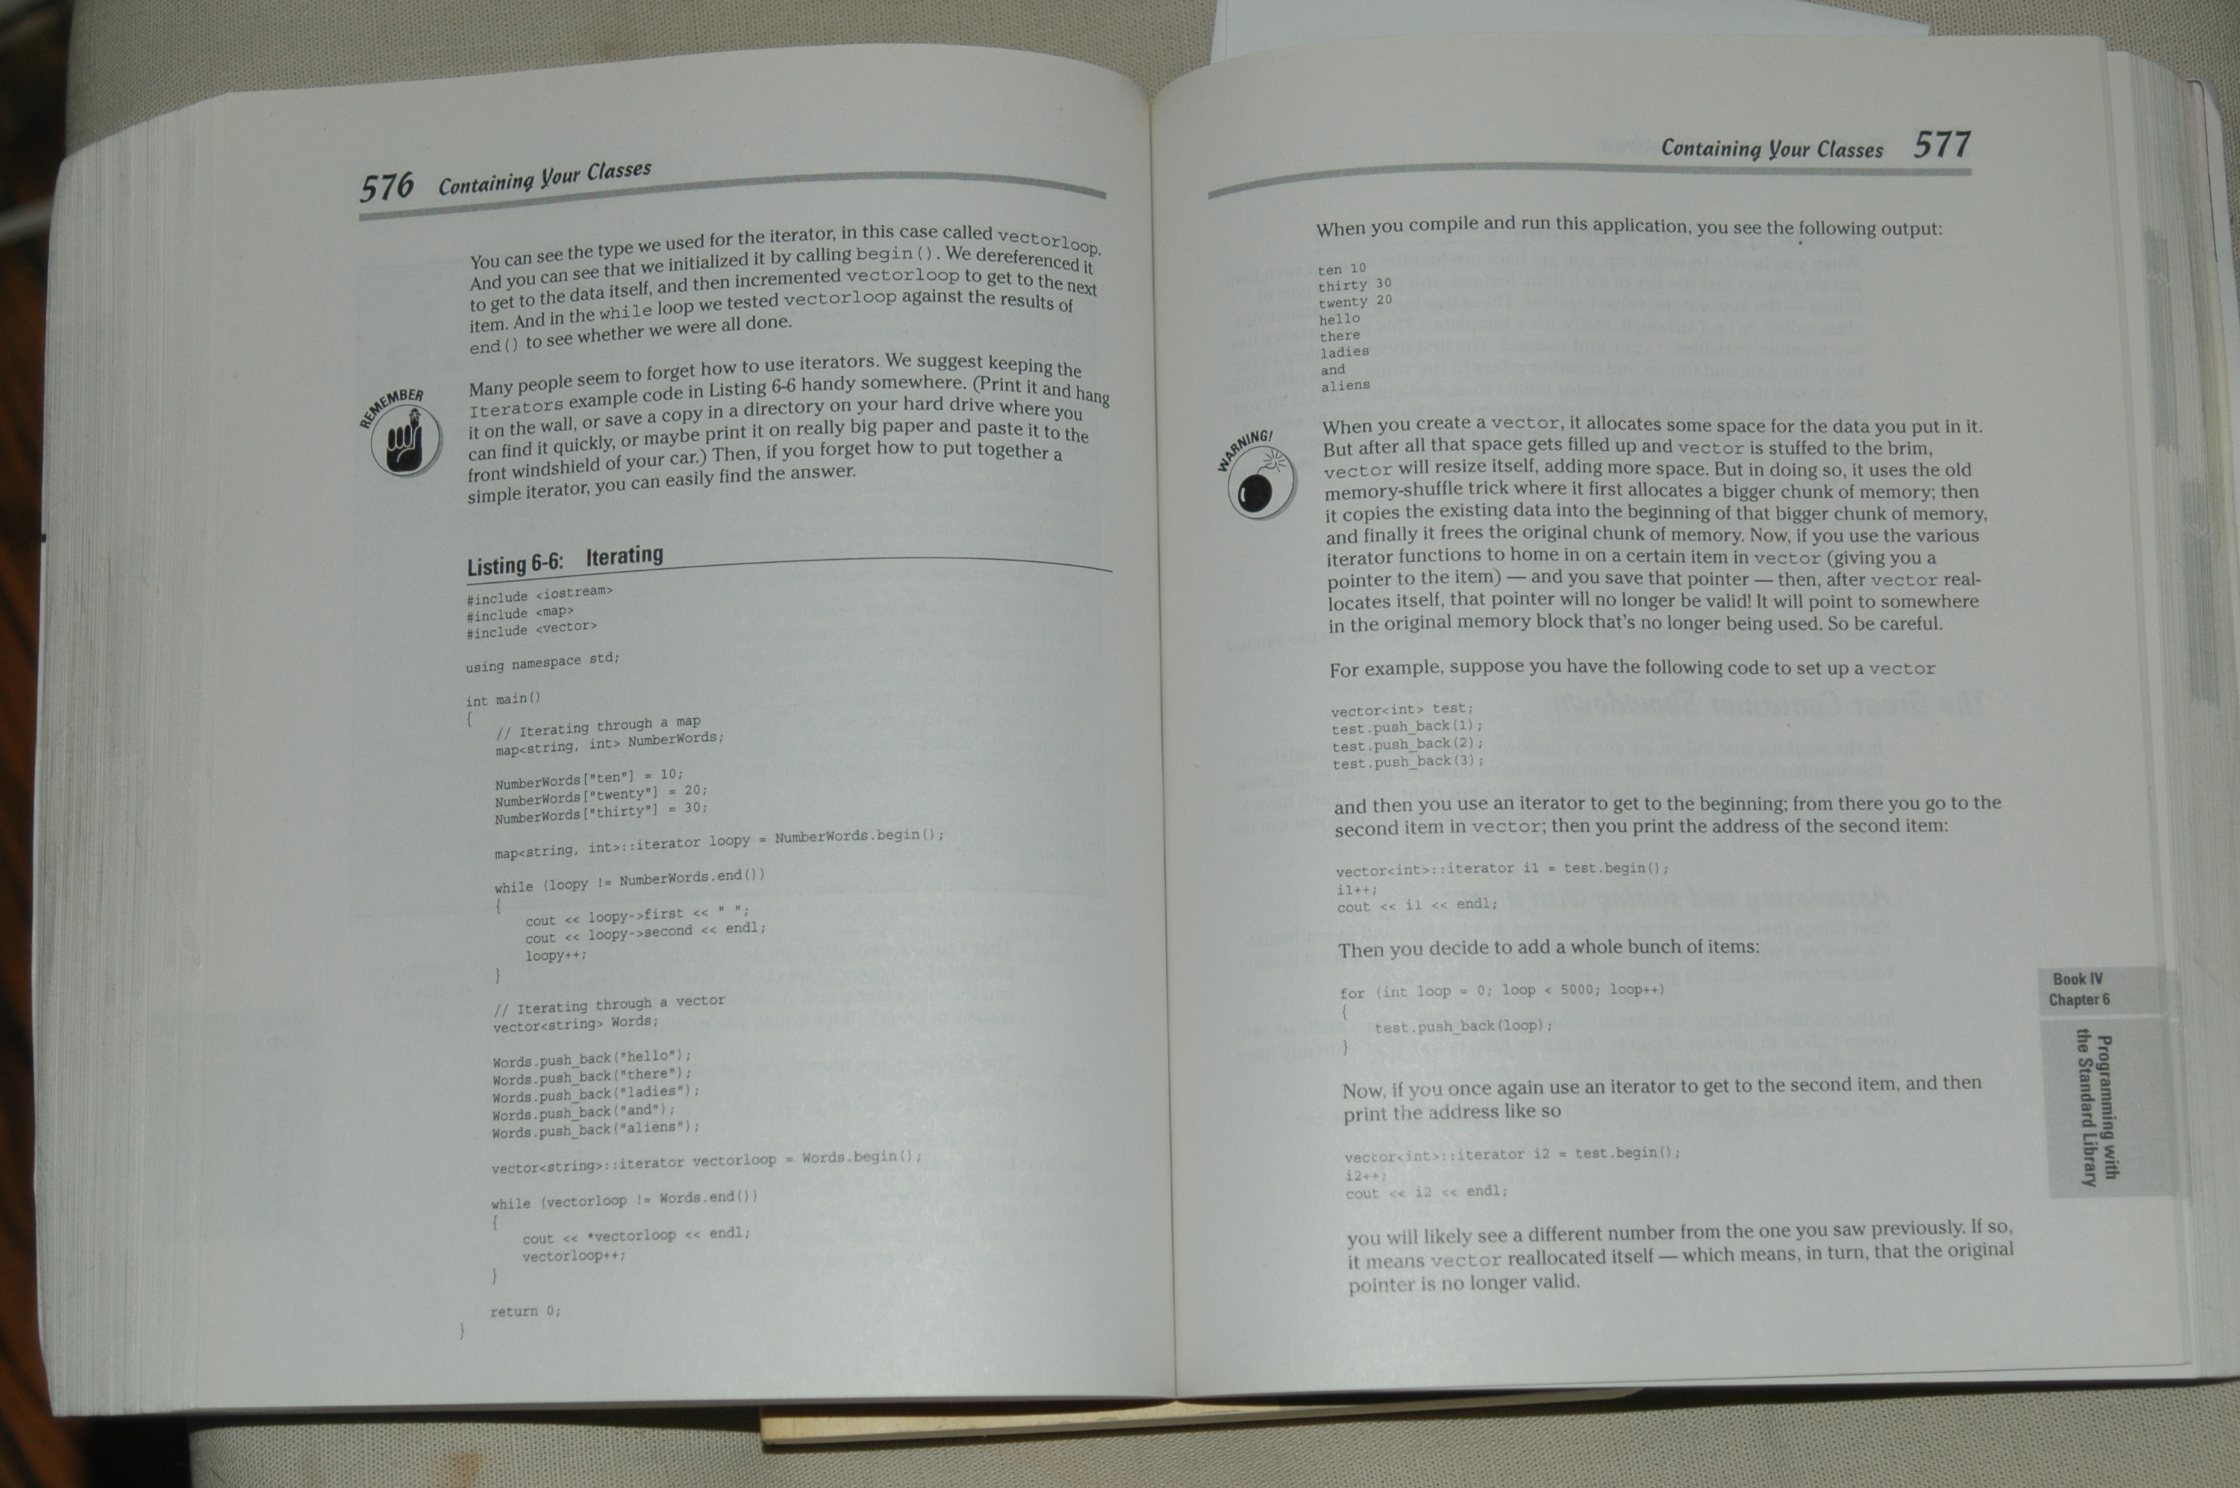 576 Containing Your Classes
You can see the type we used for the iterator, in this case called vectorloop.
And you can see that we initialized it by calling begin(). We dereferenced it
to get to the data itself, and then incremented vectorloop to get to the next
item. And in the while loop we tested vectorloop against the results of
end() to see whether we were all done.
REMEMBER
Many people seem to forget how to use iterators. We suggest keeping the
Iterators example code in Listing 6-6 handy somewhere. (Print it and hang
it on the wall, or save a copy in a directory on your hard drive where you
can find it quickly, or maybe print it on really big paper and paste it to the
front windshield of your car.) Then, if you forget how to put together a
simple iterator, you can easily find the answer.
Listing 6-6: Iterating
#include <iostream>
#include <map>
#include <vector>
using namespace std;
int main()
{
// Iterating through a map
map<string, int> NumberWords;
NumberWords["ten"] = 10;
NumberWords["twenty"] = 20;
NumberWords["thirty"] = 30;
map<string, int>::iterator loopy = NumberWords.begin();
while (loopy != NumberWords.end())
{
cout << loopy->first << " ";
cout << loopy->second << endl;
loopy++;
}
// Iterating through a vector
vector<string> Words;
Words.push_back("hello");
Words.push_back("there");
Words.push_back("ladies");
Words.push_back("and");
Words.push_back("aliens");
vector<string>::iterator vectorloop = Words.begin();
while (vectorloop != Words.end())
{
cout << *vectorloop << endl;
vectorloop++;
}
return 0;
}
Containing Your Classes 577
When you compile and run this application, you see the following output:
ten 10
thirty 30
twenty 20
hello
there
ladies
and
aliens
WARNING!
When you create a vector, it allocates some space for the data you put in it.
But after all that space gets filled up and vector is stuffed to the brim,
vector will resize itself, adding more space. But in doing so, it uses the old
memory-shuffle trick where it first allocates a bigger chunk of memory; then
it copies the existing data into the beginning of that bigger chunk of memory,
and finally it frees the original chunk of memory. Now, if you use the various
iterator functions to home in on a certain item in vector (giving you a
pointer to the item) — and you save that pointer — then, after vector real-
locates itself, that pointer will no longer be valid! It will point to somewhere
in the original memory block that's no longer being used. So be careful.
For example, suppose you have the following code to set up a vector
vector<int> test;
test.push_back(1);
test.push_back(2);
test.push_back(3);
and then you use an iterator to get to the beginning; from there you go to the
second item in vector; then you print the address of the second item:
vector<int>::iterator i1 = test.begin();
i1++;
cout << i1 << endl;
Then you decide to add a whole bunch of items:
for (int loop = 0; loop < 5000; loop++)
{
test.push_back(loop);
}
Now, if you once again use an iterator to get to the second item, and then
print the address like so
vector<int>::iterator i2 = test.begin();
i2++;
cout << i2 << endl;
you will likely see a different number from the one you saw previously. If so,
it means vector reallocated itself — which means, in turn, that the original
pointer is no longer valid.
Book IV
Chapter 6
Programming with
the Standard Library